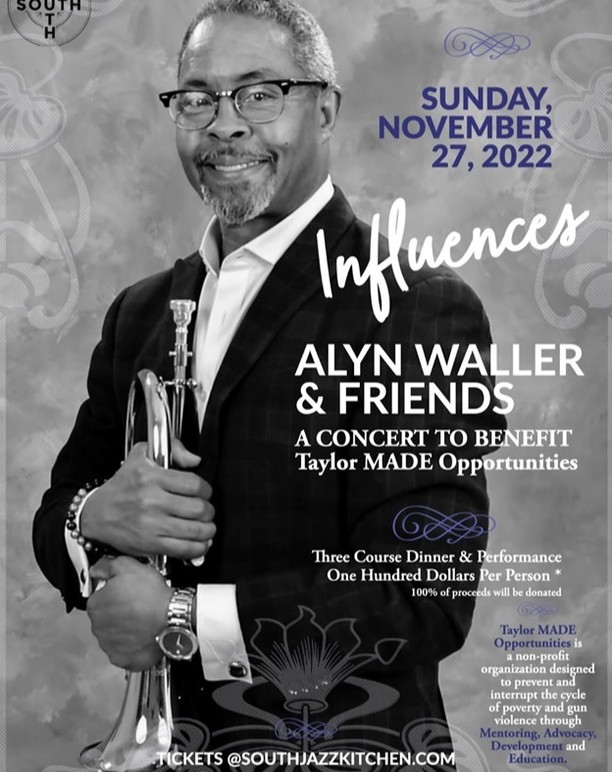 SOUTH
T
H
SUNDAY,
NOVEMBER
27, 2022
Influences
ALYN WALLER
& FRIENDS
A CONCERT TO BENEFIT
Taylor MADE Opportunities
Three Course Dinner & Performance
One Hundred Dollars Per Person *
100% of proceeds will be donated
Taylor MADE
Opportunities is
a non-profit
organization designed
to prevent and
interrupt the cycle
of poverty and gun
violence through
Mentoring, Advocacy,
Development and
Education.
TICKETS @SOUTHJAZZKITCHEN.COM